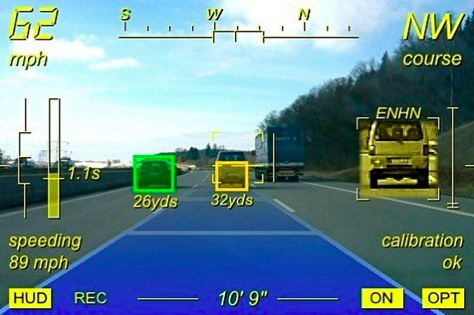 S W N
62 mph
NW course
ENHN
1.1s
26yds
32yds
speeding
89 mph
calibration
ok
HUD REC 10' 9" ON OPT